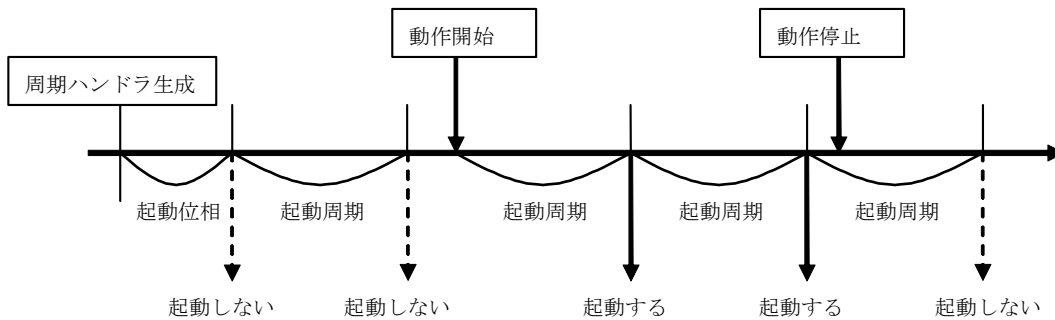 動作開始
動作停止
周期ハンドラ生成
起動位相
起動周期
起動周期
起動周期
起動周期
起動しない
起動しない
起動する
起動する
起動しない